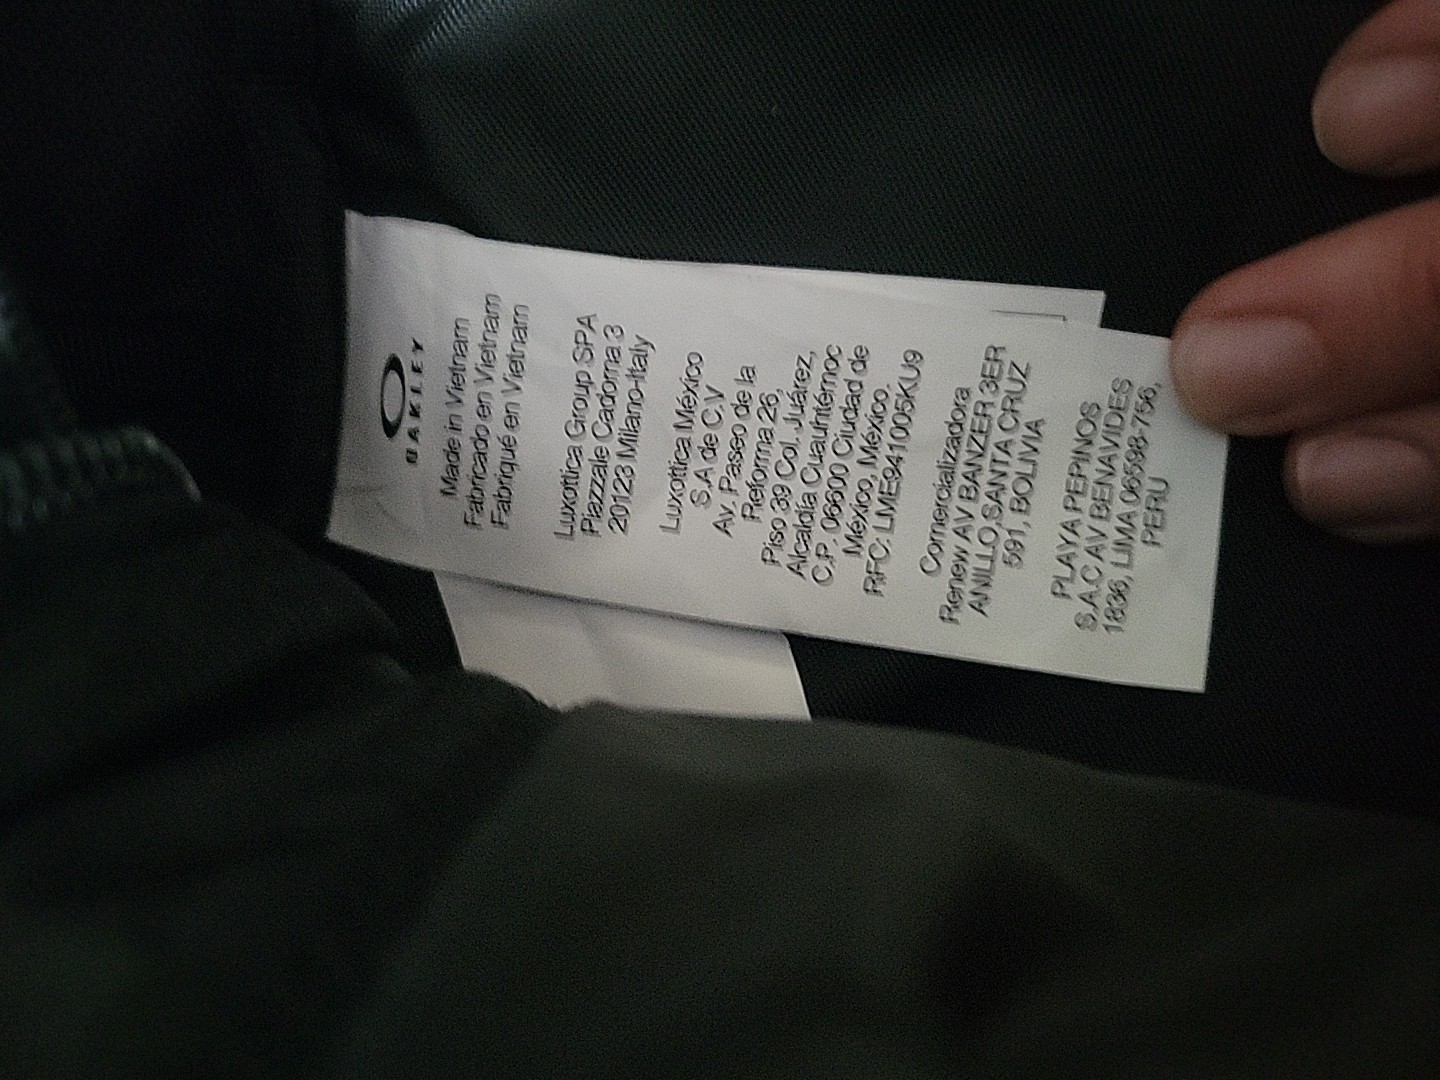 OAKLEY
Made in Vietnam
Fabricado en Vietnam
Fabriqué en Vietnam
Luxottica Group SPA
Piazzale Cadorna 3
20123 Milano-Italy
Luxottica México
S.A de C.V
Av. Paseo de la
Reforma 26,
Piso 39 Col. Juárez,
Alcaldía Cuauhtémoc
C.P. 06600 Ciudad de
México, México.
RFC: LME941005KU9
Comercializadora
Renew AV BANZER 3ER
ANILLO,SANTA CRUZ
591, BOLIVIA
PLAYA PEPINOS
S.A.C AV BENAVIDES
1836, LIMA 06598-756,
PERU